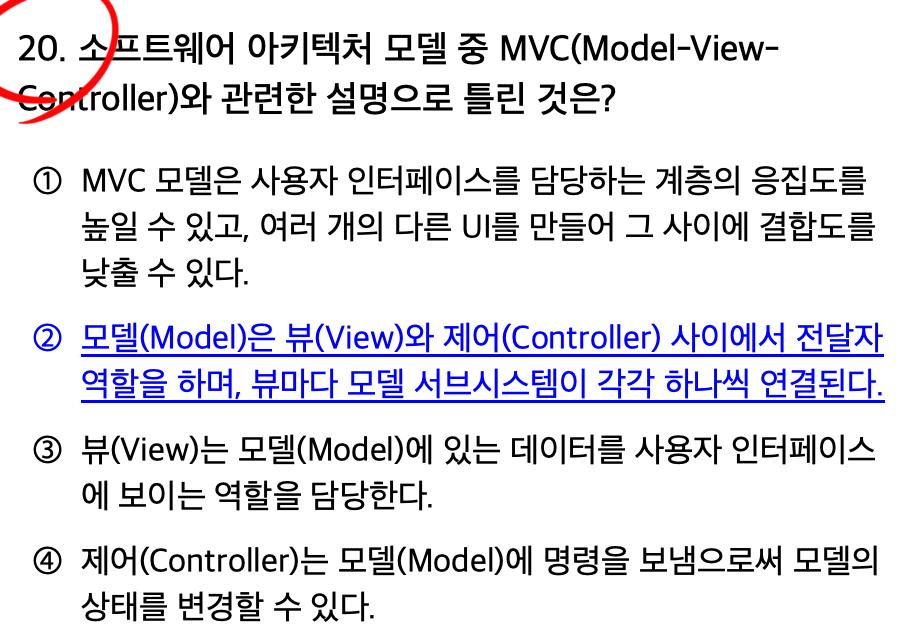 20. 소프트웨어 아키텍처 모델 중 MVC(Model-View-
Controller)와 관련한 설명으로 틀린 것은?
① MVC 모델은 사용자 인터페이스를 담당하는 계층의 응집도를
높일 수 있고, 여러 개의 다른 UI를 만들어 그 사이에 결합도를
낮출 수 있다.
② 모델(Model)은 뷰(View)와 제어(Controller) 사이에서 전달자
역할을 하며, 뷰마다 모델 서브시스템이 각각 하나씩 연결된다.
③ 뷰(View)는 모델(Model)에 있는 데이터를 사용자 인터페이스
에 보이는 역할을 담당한다.
④ 제어(Controller)는 모델(Model)에 명령을 보냄으로써 모델의
상태를 변경할 수 있다.